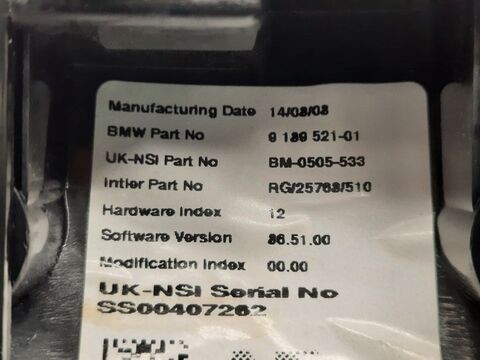 Manufacturing Date 14/08/08
BMW Part No 9 189 521-01
UK-NSI Part No BM-0505-533
Intier Part No RG/25768/510
Hardware Index 12
Software Version 86.51.00
Modification Index 00.00
UK-NSI Serial No
SS00407262